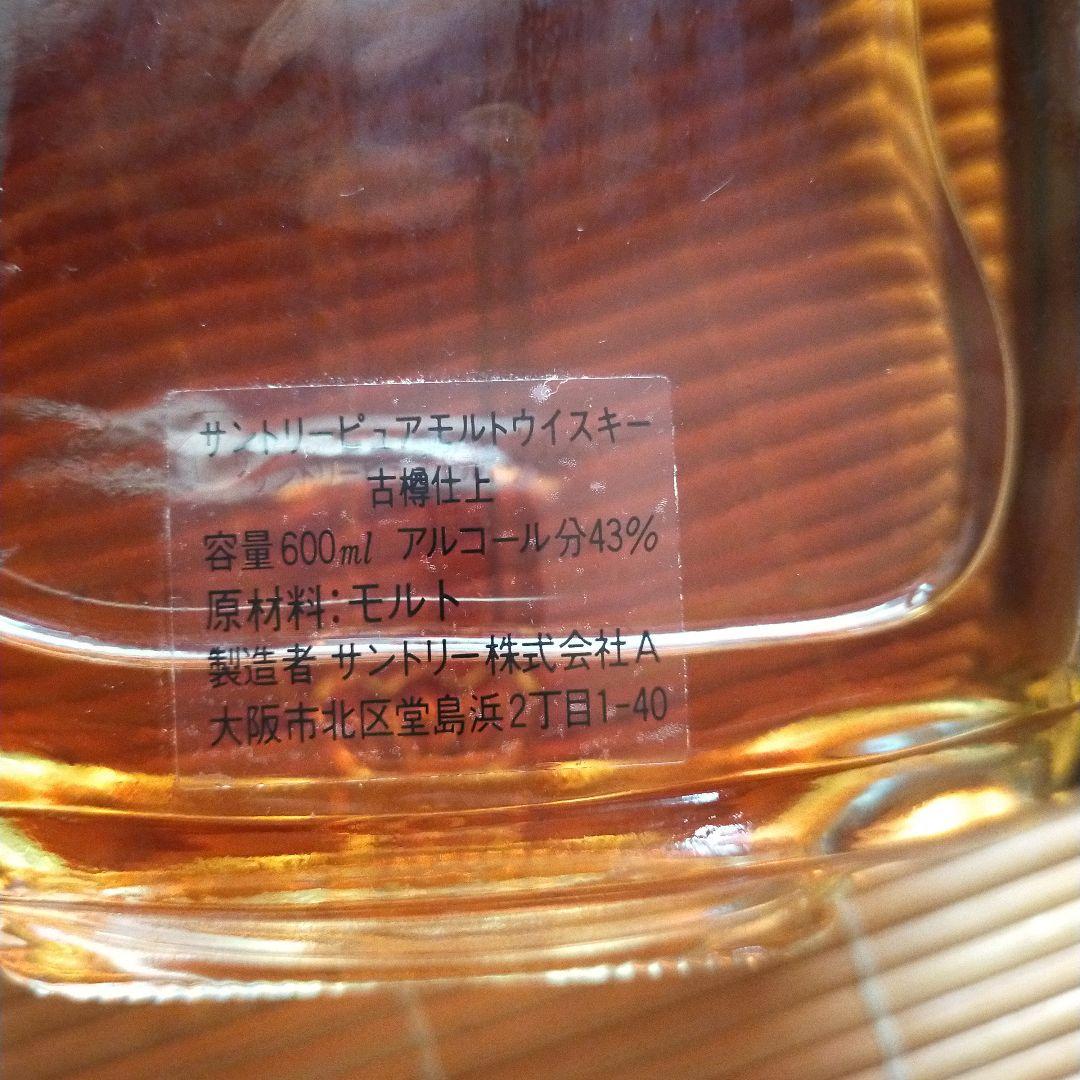 サントリーピュアモルトウイスキー
古樽仕上
容量600ml アルコール分43%
原材料:モルト
製造者 サントリー株式会社A
大阪市北区堂島浜2丁目1-40